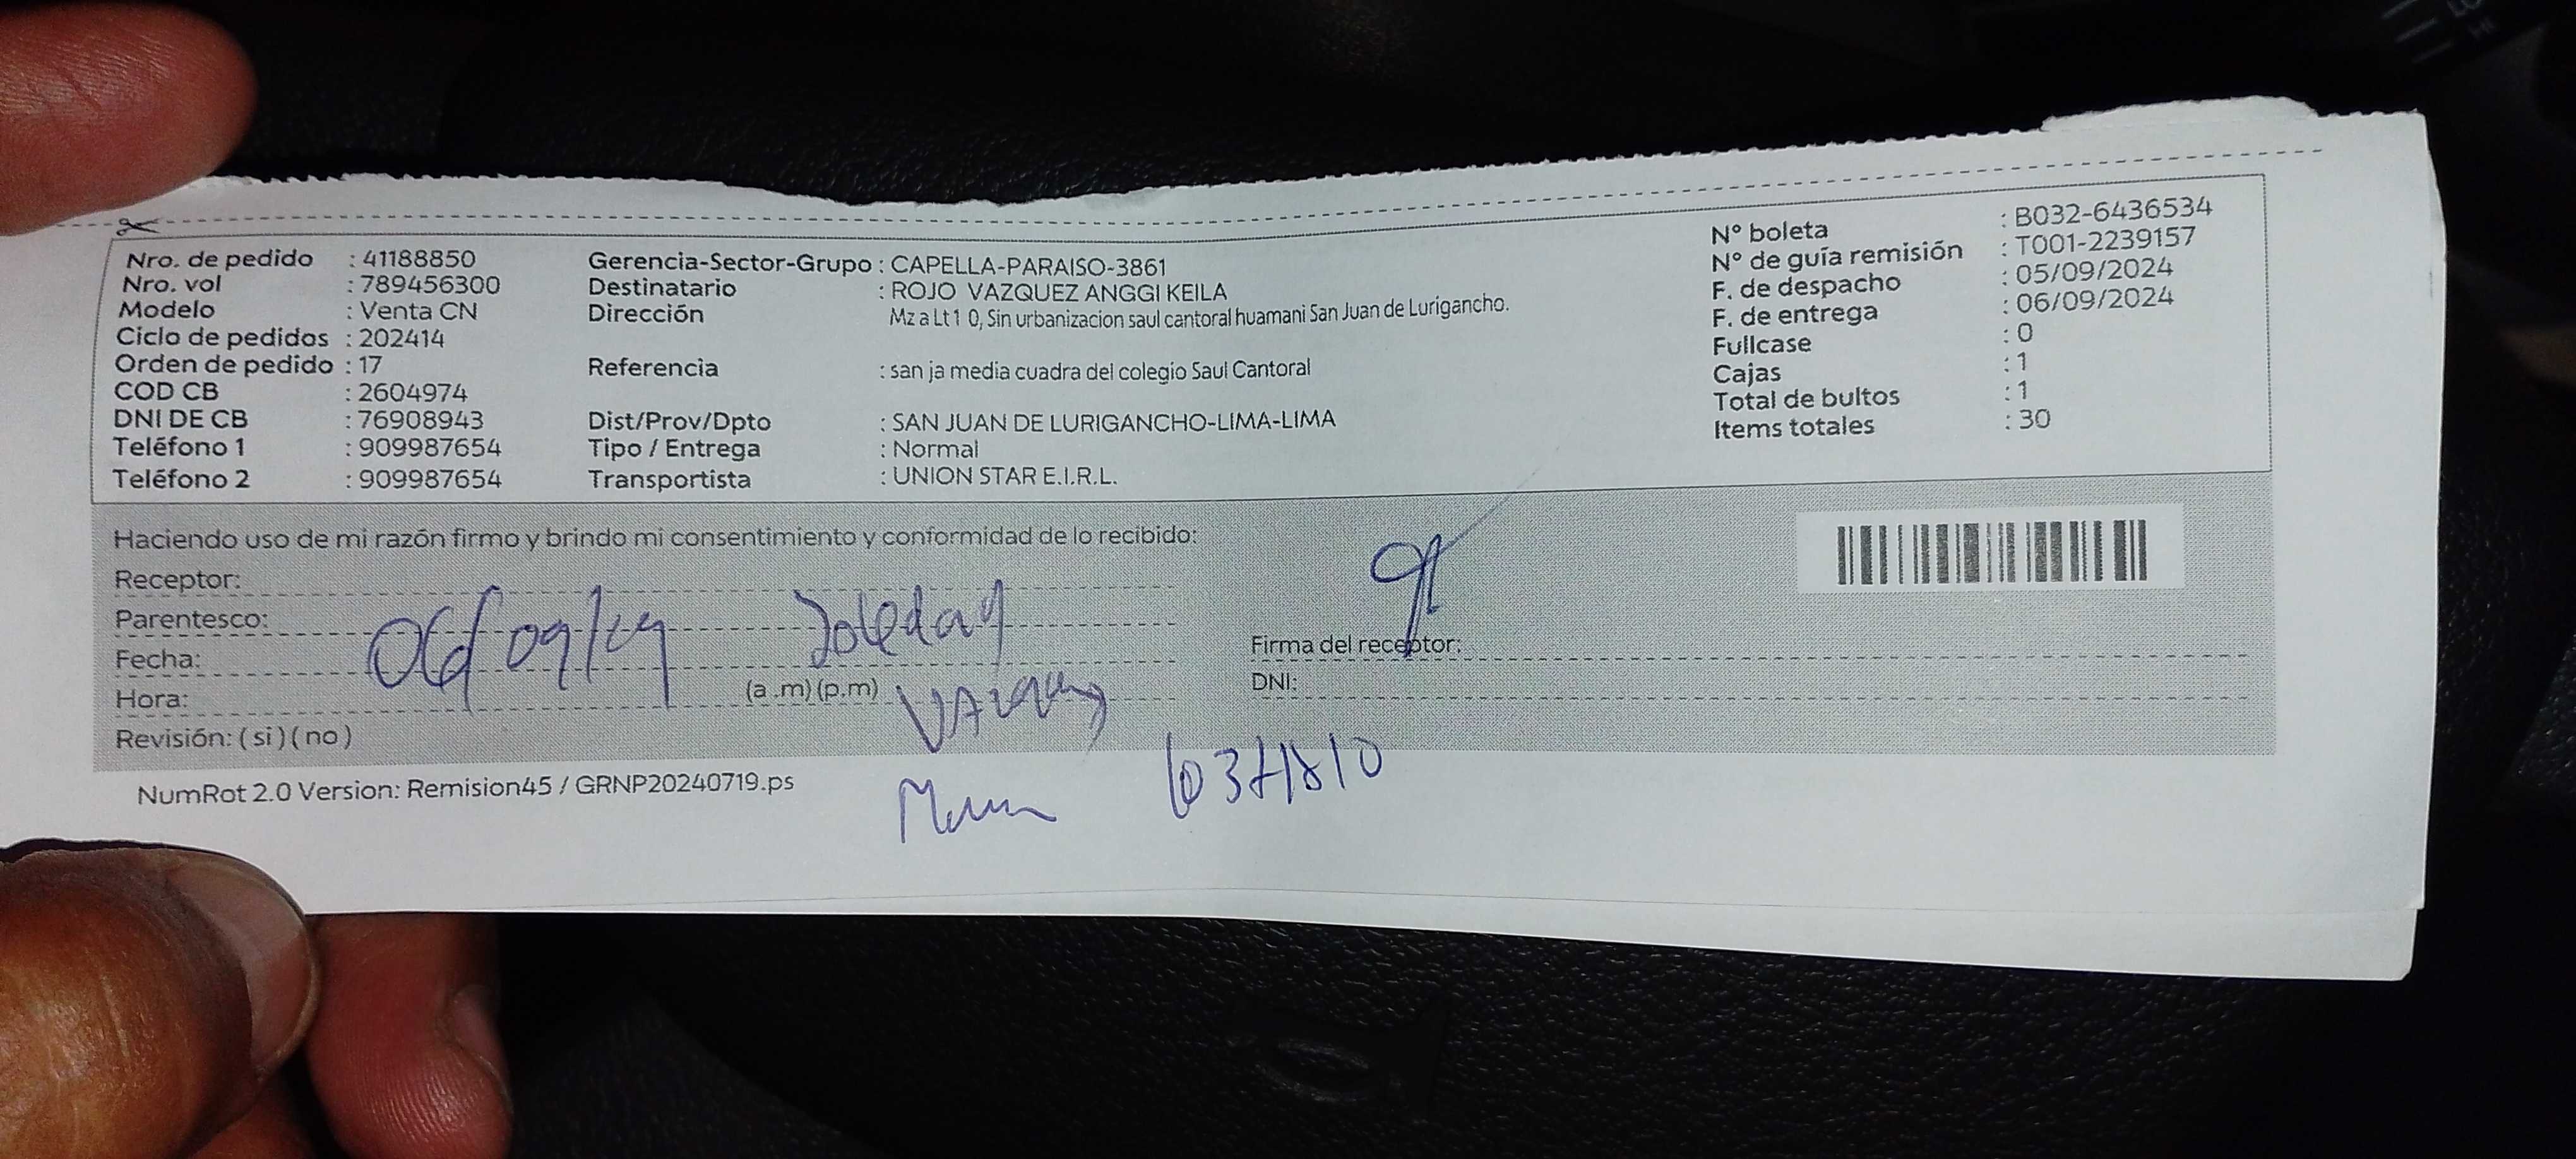 Nro. de pedido : 41188850
Nro. vol : 789456300
Modelo : Venta CN
Ciclo de pedidos : 202414
Orden de pedido : 17
COD CB : 2604974
DNI DE CB : 76908943
Teléfono 1 : 909987654
Teléfono 2 : 909987654
Gerencia-Sector-Grupo : CAPELLA-PARAISO-3861
Destinatario : ROJO VAZQUEZ ANGGI KEILA
Dirección Mz a Lt 1 0, Sin urbanizacion saul cantoral huamani San Juan de Lurigancho.
Referencia : san ja media cuadra del colegio Saul Cantoral
Dist/Prov/Dpto : SAN JUAN DE LURIGANCHO-LIMA-LIMA
Tipo / Entrega : Normal
Transportista : UNION STAR E.I.R.L.
N° boleta : B032-6436534
N° de guía remisión : T001-2239157
F. de despacho : 05/09/2024
F. de entrega : 06/09/2024
Fullcase : 0
Cajas : 1
Total de bultos : 1
Items totales : 30
Haciendo uso de mi razón firmo y brindo mi consentimiento y conformidad de lo recibido:
Receptor:
Parentesco:
Fecha: 06/09/24
Hora: (a .m) (p.m)
Revisión: ( si ) ( no )
Firma del receptor:
DNI:
NumRot 2.0 Version: Remision45 / GRNP20240719.ps